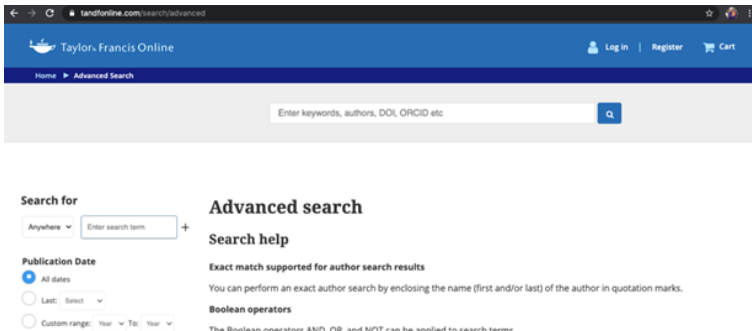 tandfonline.com/search/advanced
Taylor & Francis Online
Log in | Register Cart
Home ▶ Advanced Search
Enter keywords, authors, DOI, ORCID etc
Search for
Anywhere Enter search term +
Publication Date
All dates
Last: Select
Custom range: Year To: Year
Advanced search
Search help
Exact match supported for author search results
You can perform an exact author search by enclosing the name (first and/or last) of the author in quotation marks.
Boolean operators
The Boolean operators AND, OR, and NOT can be applied to search terms